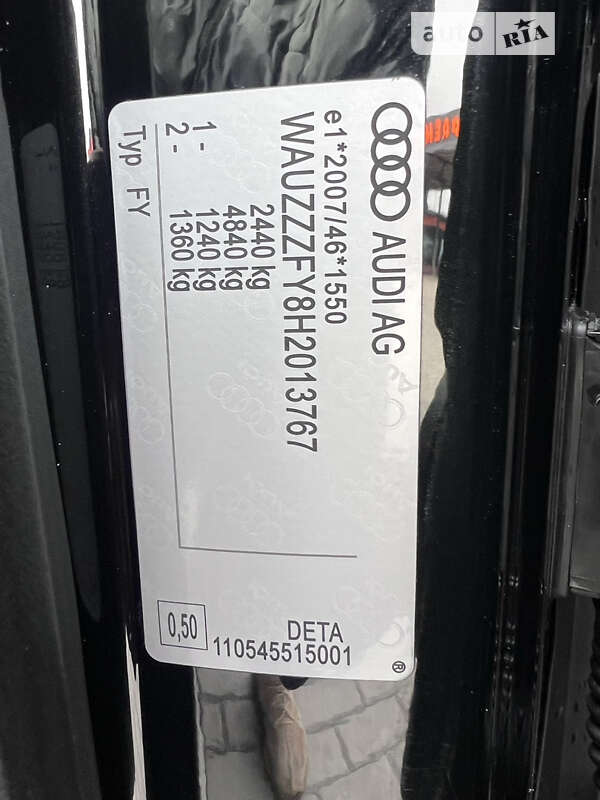 AUDI AG
e1*2007/46*1550
WAUZZZFY8H2013767
2440 kg
4840 kg
1 - 1240 kg
2 - 1360 kg
Typ FY
DETA
110545515001
0,50
®
auto RIA